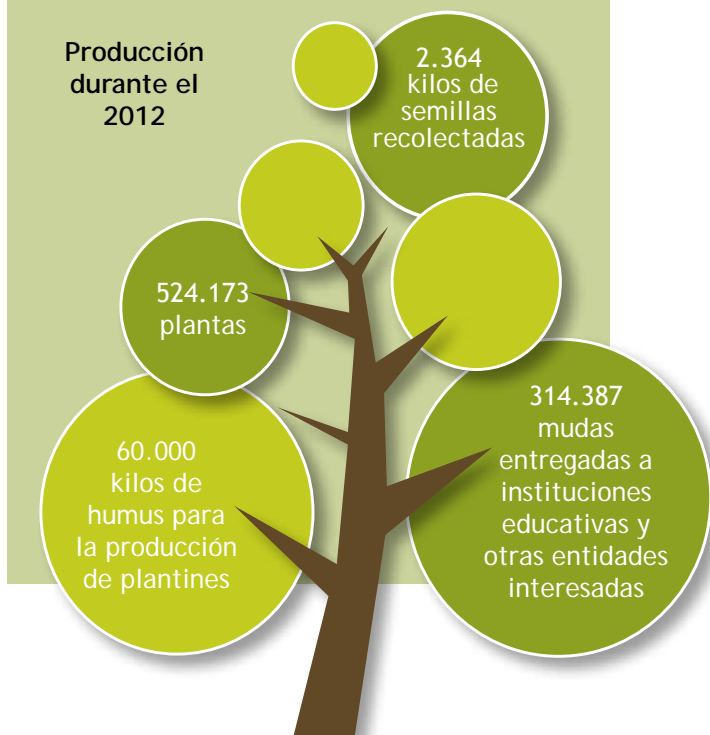 Producción
durante el
2012
2.364
kilos de
semillas
recolectadas
524.173
plantas
60.000
kilos de
humus para
la producción
de plantines
314.387
mudas
entregadas a
instituciones
educativas y
otras entidades
interesadas